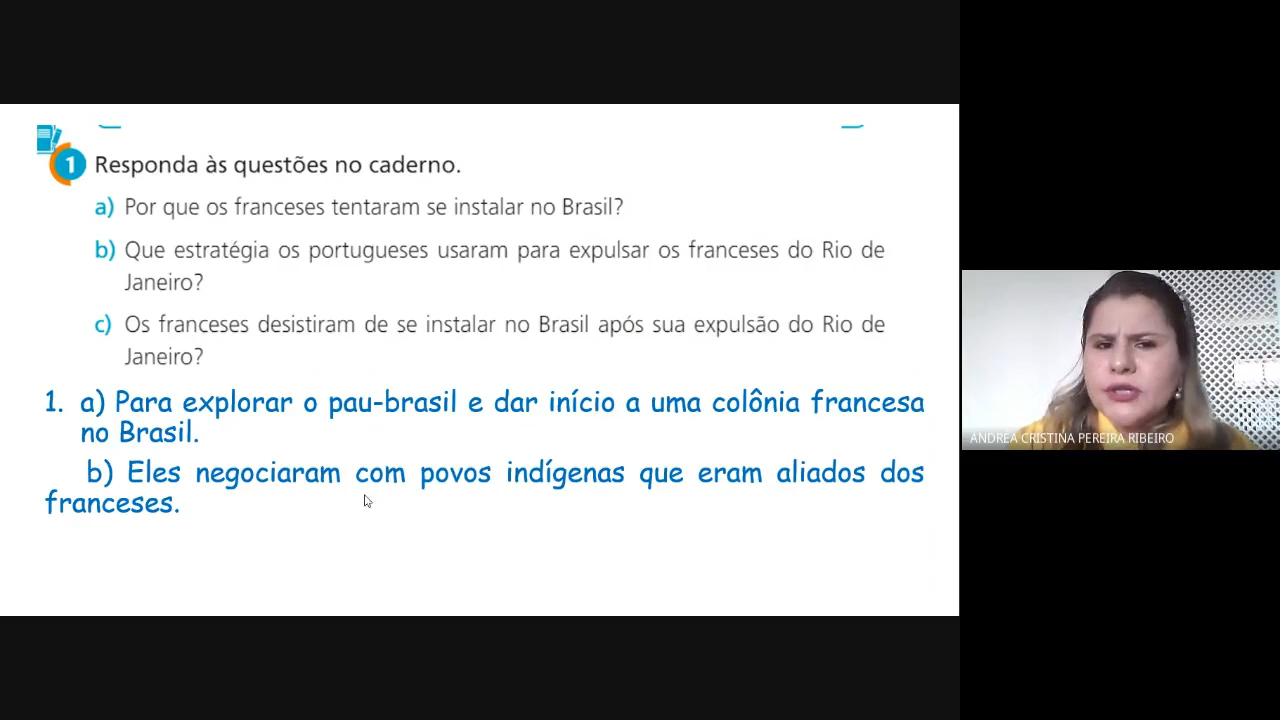 1 Responda às questões no caderno.
a) Por que os franceses tentaram se instalar no Brasil?
b) Que estratégia os portugueses usaram para expulsar os franceses do Rio de
Janeiro?
c) Os franceses desistiram de se instalar no Brasil após sua expulsão do Rio de
Janeiro?
1. a) Para explorar o pau-brasil e dar início a uma colônia francesa
no Brasil.
b) Eles negociaram com povos indígenas que eram aliados dos
franceses.
ANDREA CRISTINA PEREIRA RIBEIRO